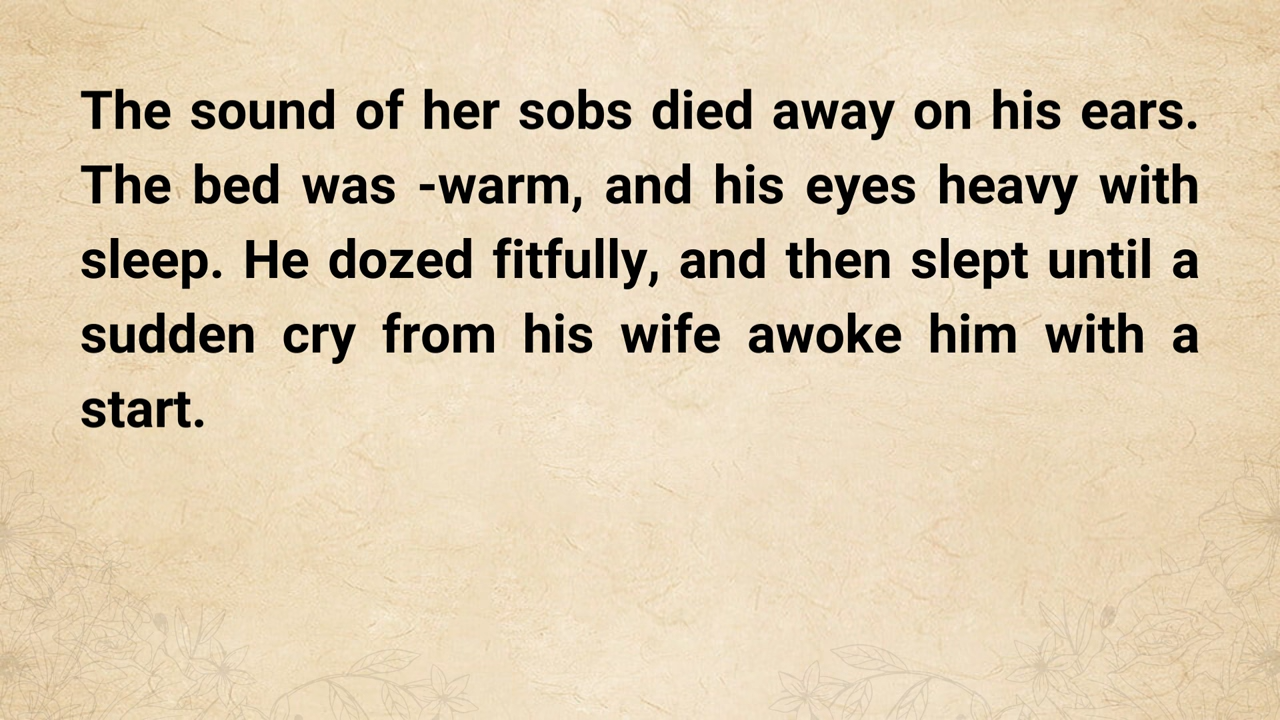 The sound of her sobs died away on his ears.
The bed was -warm, and his eyes heavy with
sleep. He dozed fitfully, and then slept until a
sudden cry from his wife awoke him with a
start.